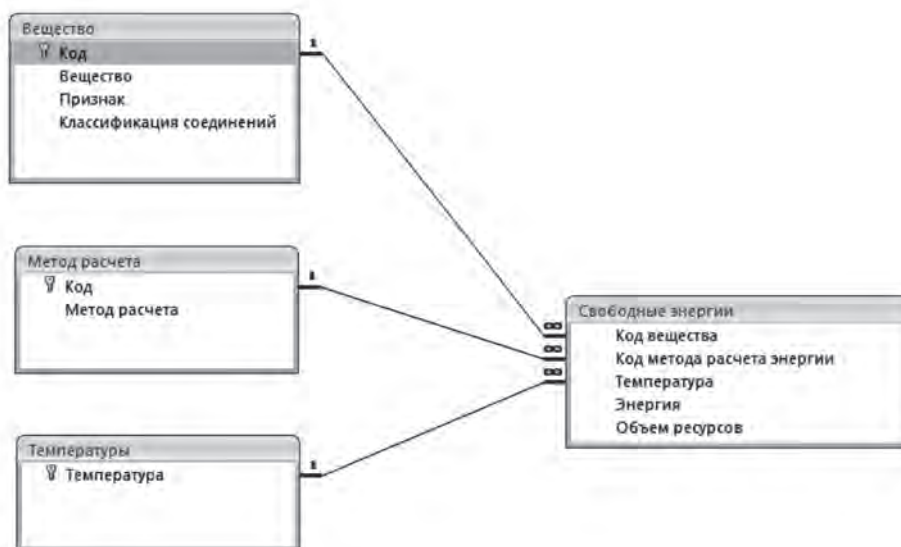 Вещество
Код
Вещество
Признак
Классификация соединений
1
Метод расчета
Код
Метод расчета
1
Температуры
Температура
1
Свободные энергии
Код вещества
Код метода расчета энергии
Температура
Энергия
Объем ресурсов
∞
∞
∞